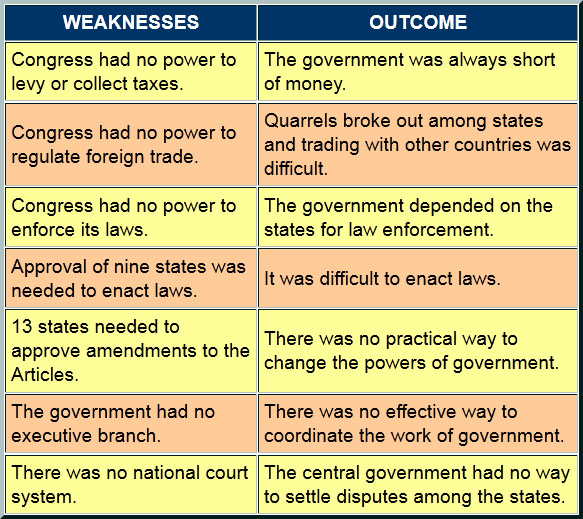 WEAKNESSES
OUTCOME
Congress had no power to
levy or collect taxes.
The government was always short
of money.
Congress had no power to
regulate foreign trade.
Quarrels broke out among states
and trading with other countries was
difficult.
Congress had no power to
enforce its laws.
The government depended on the
states for law enforcement.
Approval of nine states was
needed to enact laws.
It was difficult to enact laws.
13 states needed to
approve amendments to the
Articles.
There was no practical way to
change the powers of government.
The government had no
executive branch.
There was no effective way to
coordinate the work of government.
There was no national court
system.
The central government had no way
to settle disputes among the states.